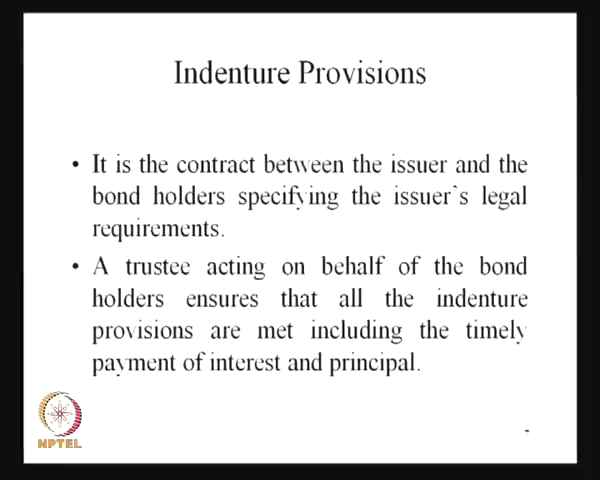 Indenture Provisions
• It is the contract between the issuer and the
bond holders specifying the issuer`s legal
requirements.
• A trustee acting on behalf of the bond
holders ensures that all the indenture
provisions are met including the timely
payment of interest and principal.
NPTEL